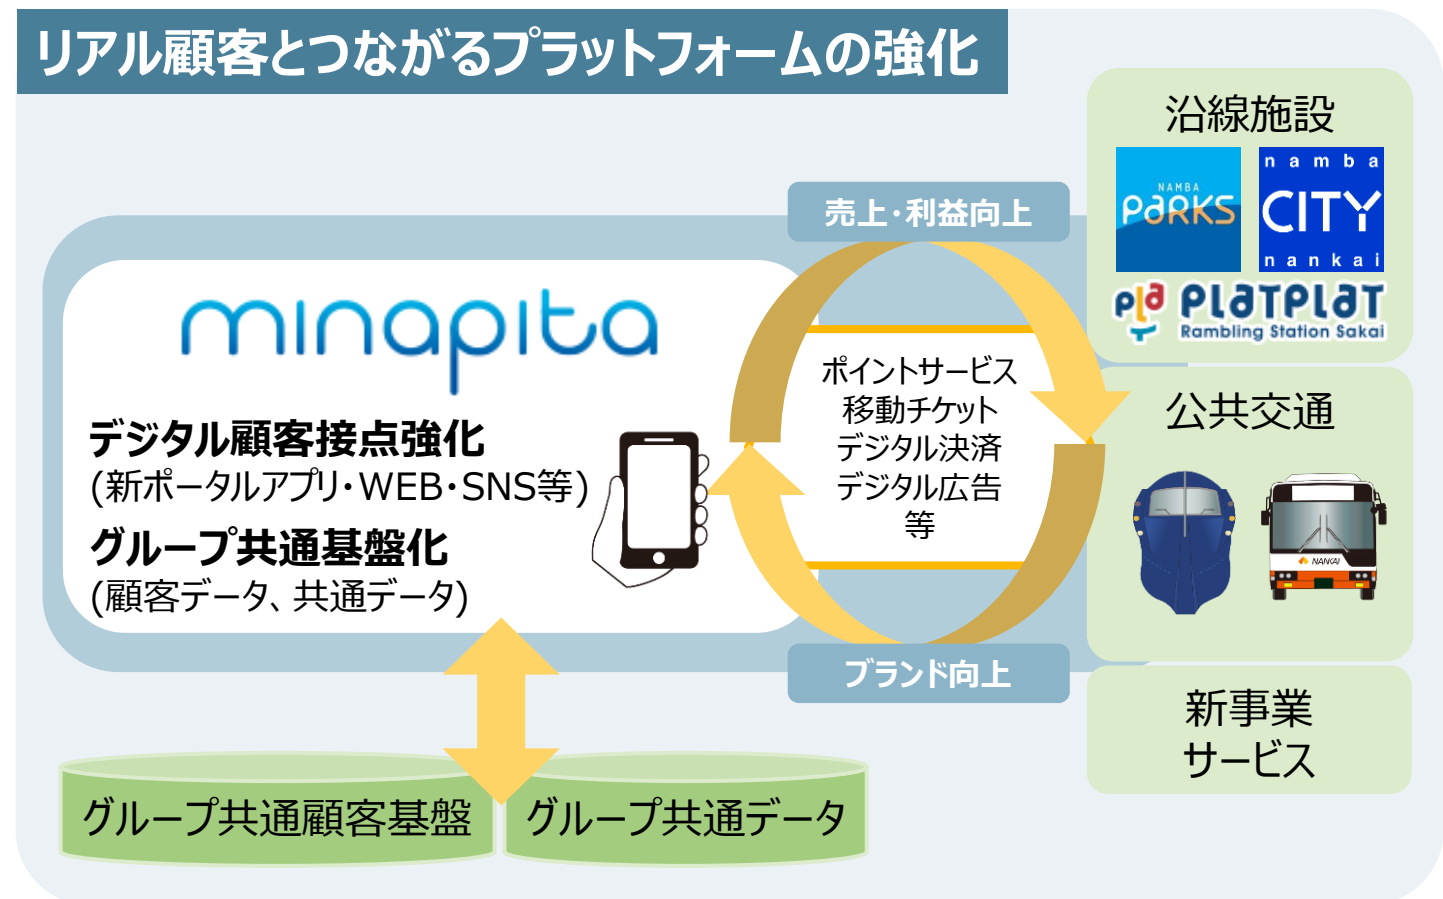 リアル顧客とつながるプラットフォームの強化
沿線施設
NAMBA
PARKS
namba
CITY
nankai
pla PLATPLAT
Rambling Station Sakai
売上・利益向上
minapita
デジタル顧客接点強化
(新ポータルアプリ・WEB・SNS等)
グループ共通基盤化
(顧客データ、共通データ)
ポイントサービス
移動チケット
デジタル決済
デジタル広告
等
公共交通
NANKAI
ブランド向上
新事業
サービス
グループ共通顧客基盤
グループ共通データ